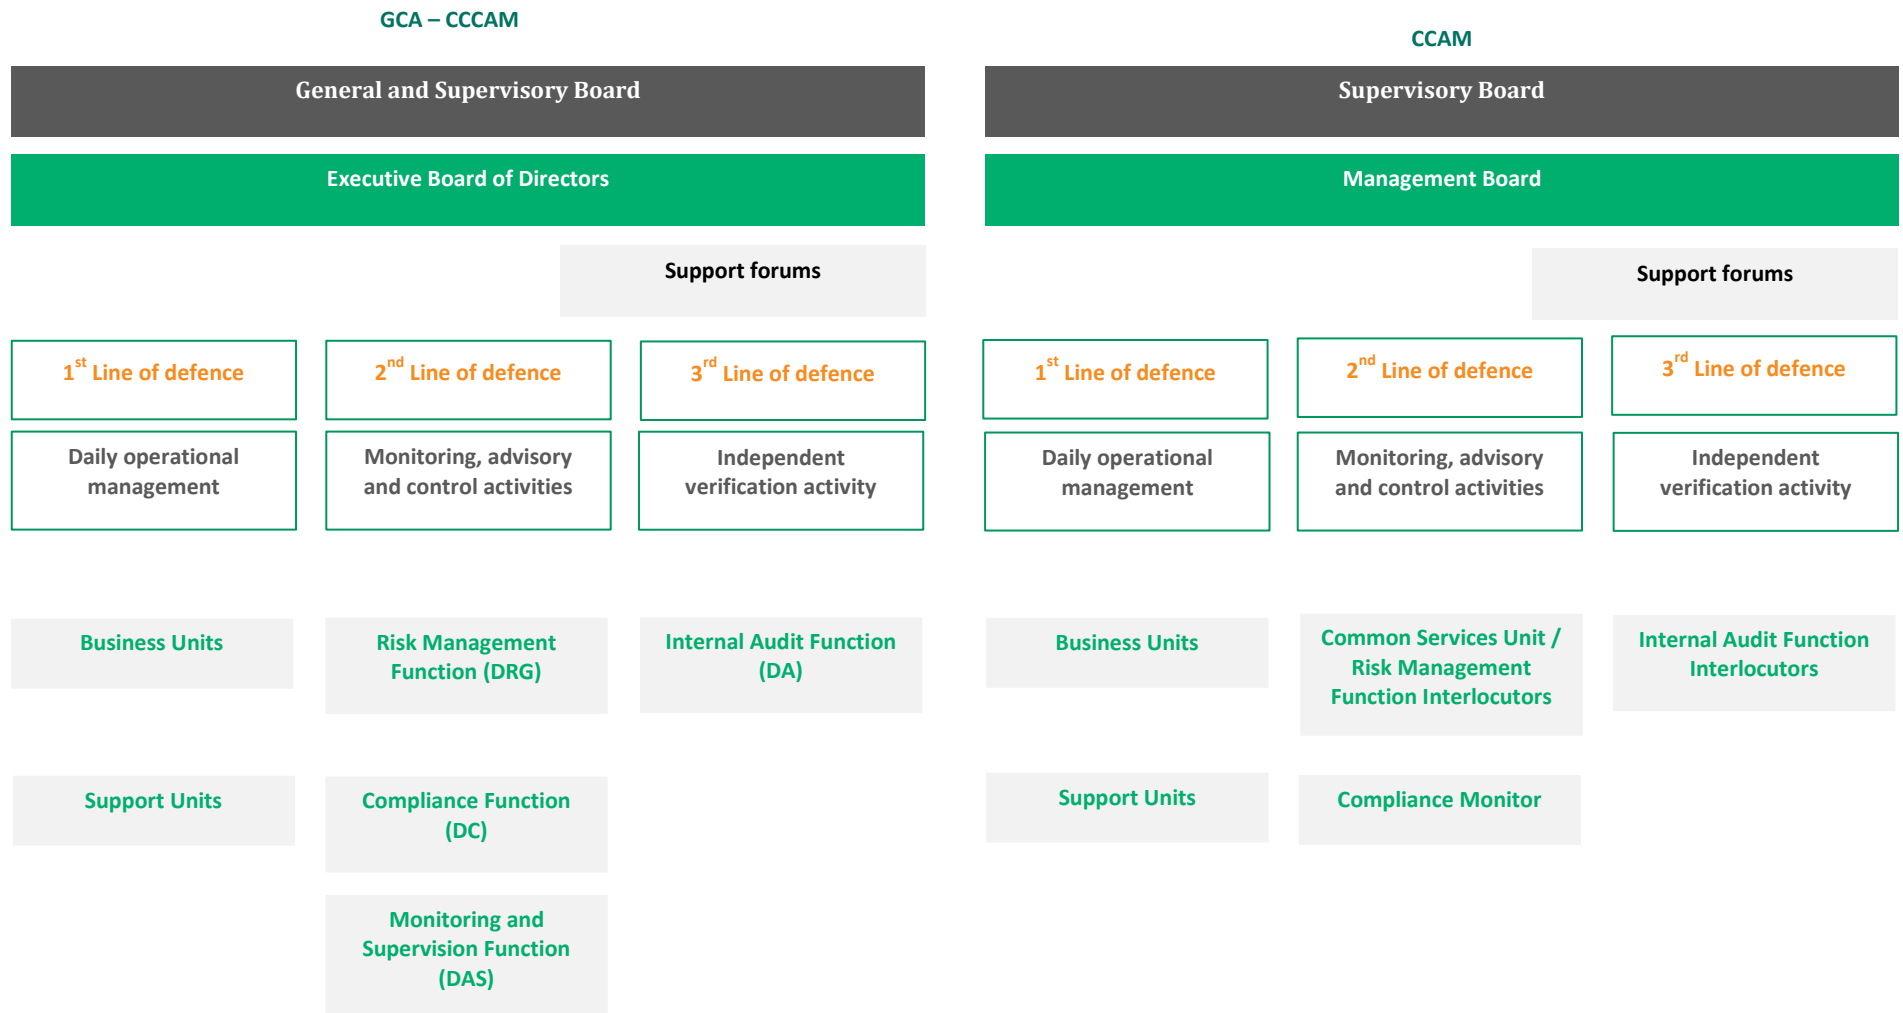 GCA – CCCAM
General and Supervisory Board
Executive Board of Directors
Support forums
1st Line of defence
2nd Line of defence
3rd Line of defence
Daily operational
management
Monitoring, advisory
and control activities
Independent
verification activity
Business Units
Risk Management
Function (DRG)
Internal Audit Function
(DA)
Support Units
Compliance Function
(DC)
Monitoring and
Supervision Function
(DAS)
CCAM
Supervisory Board
Management Board
Support forums
1st Line of defence
2nd Line of defence
3rd Line of defence
Daily operational
management
Monitoring, advisory
and control activities
Independent
verification activity
Business Units
Common Services Unit /
Risk Management
Function Interlocutors
Internal Audit Function
Interlocutors
Support Units
Compliance Monitor